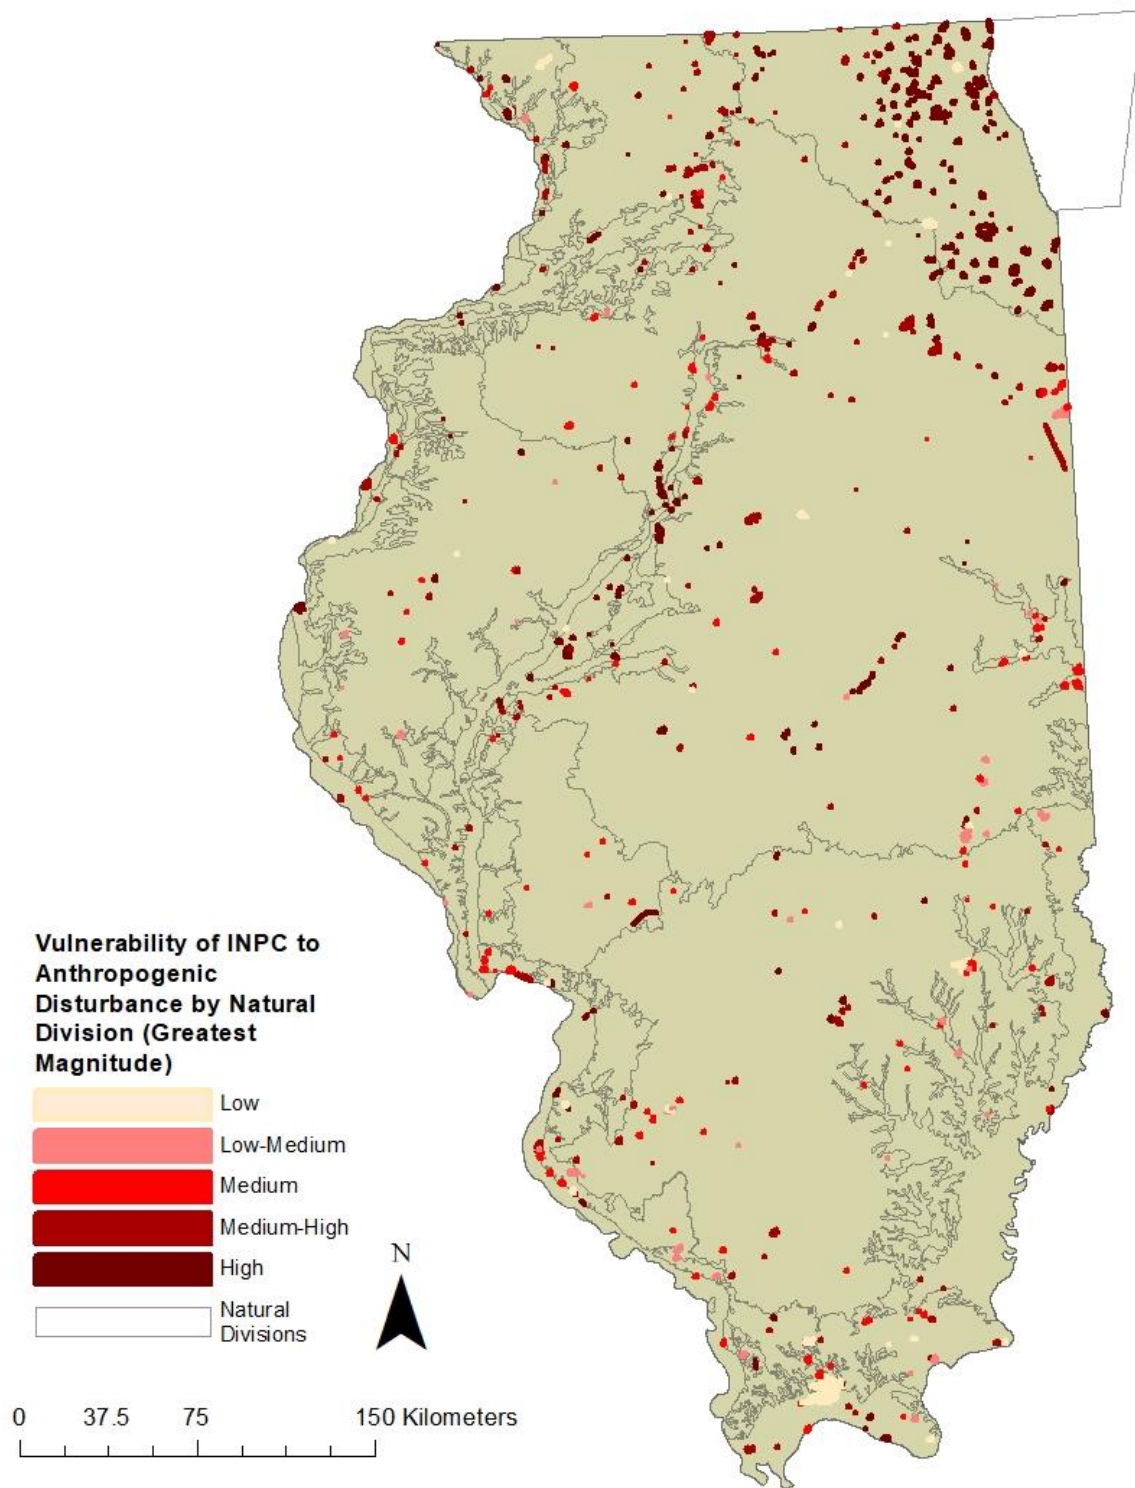 Vulnerability of INPC to
Anthropogenic
Disturbance by Natural
Division (Greatest
Magnitude)
Low
Low-Medium
Medium
Medium-High
High
Natural
Divisions
N
0 37.5 75 150 Kilometers